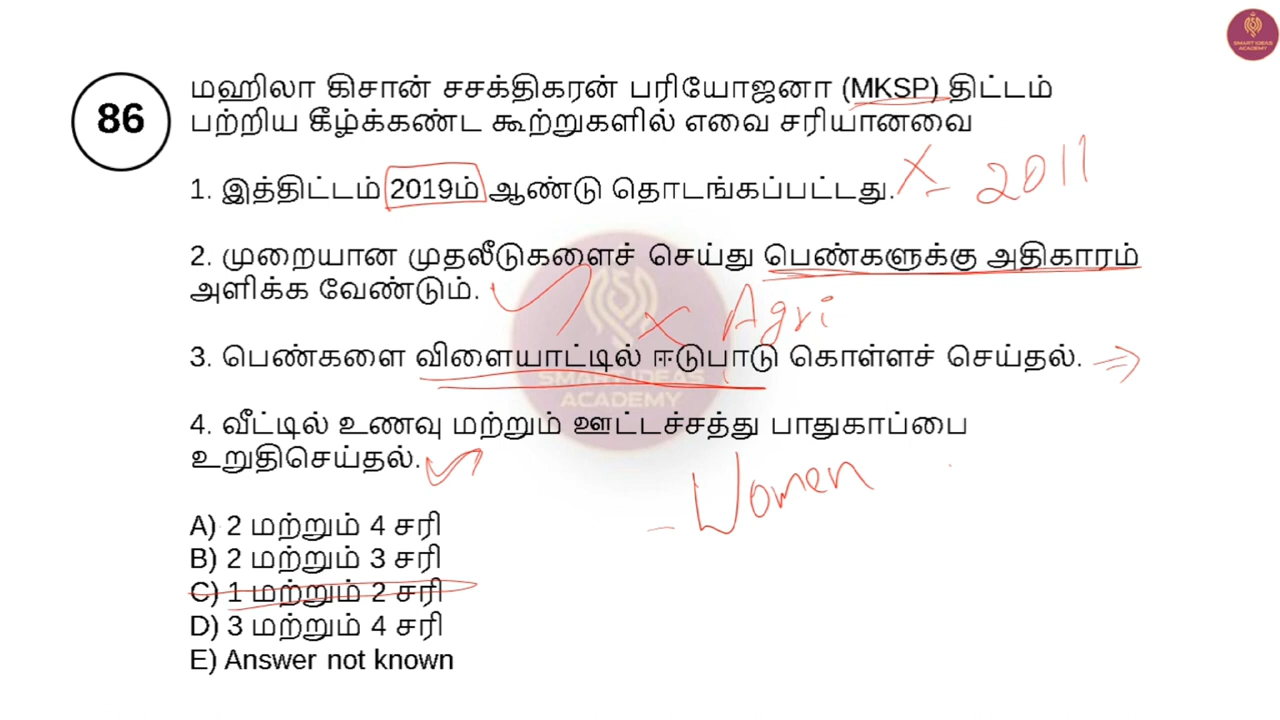 SMART IDEAS
ACADEMY
86
மஹிலா கிசான் சசக்திகரன் பரியோஜனா (MKSP) திட்டம்
பற்றிய கீழ்க்கண்ட கூற்றுகளில் எவை சரியானவை
1. இத்திட்டம் 2019ம் ஆண்டு தொடங்கப்பட்டது. X - 2011
2. முறையான முதலீடுகளைச் செய்து பெண்களுக்கு அதிகாரம்
அளிக்க வேண்டும்.
X Agri
3. பெண்களை விளையாட்டில் ஈடுபாடு கொள்ளச் செய்தல்.
SMART IDEAS
ACADEMY
4. வீட்டில் உணவு மற்றும் ஊட்டச்சத்து பாதுகாப்பை
உறுதிசெய்தல்.
- Women
A) 2 மற்றும் 4 சரி
B) 2 மற்றும் 3 சரி
C) 1 மற்றும் 2 சரி
D) 3 மற்றும் 4 சரி
E) Answer not known